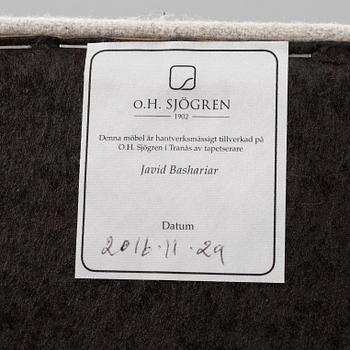 O.H. SJÖGREN
1902
Denna möbel är hantverksmässigt tillverkad på
O.H. Sjögren i Tranås av tapetserare
Javid Bashariar
Datum
2016.11.29